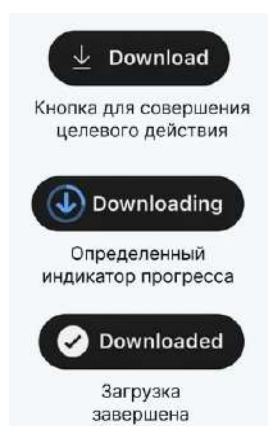 Download
Кнопка для совершения
целевого действия
Downloading
Определенный
индикатор прогресса
Downloaded
Загрузка
завершена